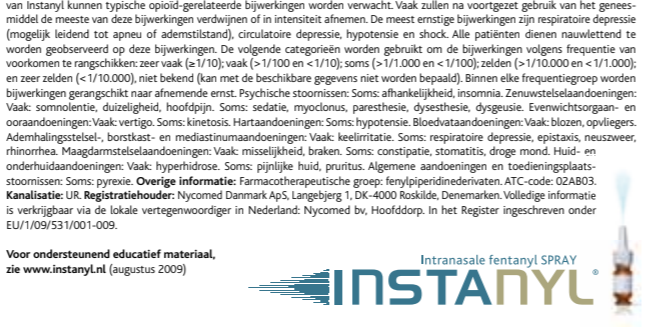 van Instanyl kunnen typische opioïd-gerelateerde bijwerkingen worden verwacht. Vaak zullen na voortgezet gebruik van het genees-
middel de meeste van deze bijwerkingen verdwijnen of in intensiteit afnemen. De meest ernstige bijwerkingen zijn respiratoire depressie
(mogelijk leidend tot apneu of ademstilstand), circulatoire depressie, hypotensie en shock. Alle patiënten dienen nauwlettend te
worden geobserveerd op deze bijwerkingen. De volgende categorieën worden gebruikt om de bijwerkingen volgens frequentie van
voorkomen te rangschikken: zeer vaak (≥1/10); vaak (>1/100 en <1/10); soms (>1/1.000 en <1/100); zelden (>1/10.000 en <1/1.000);
en zeer zelden (<1/10.000), niet bekend (kan met de beschikbare gegevens niet worden bepaald). Binnen elke frequentiegroep worden
bijwerkingen gerangschikt naar afnemende ernst. Psychische stoornissen: Soms: afhankelijkheid, insomnia. Zenuwstelselaandoeningen:
Vaak: somnolentie, duizeligheid, hoofdpijn. Soms: sedatie, myoclonus, paresthesie, dysesthesie, dysgeusie. Evenwichtsorgaan- en
ooraandoeningen: Vaak: vertigo. Soms: kinetosis. Hartaandoeningen: Soms: hypotensie. Bloedvataandoeningen: Vaak: blozen, opvliegers.
Ademhalingsstelsel-, borstkast- en mediastinumaandoeningen: Vaak: keelirritatie. Soms: respiratoire depressie, epistaxis, neuszweer,
rhinorrhea. Maagdarmstelselaandoeningen: Vaak: misselijkheid, braken. Soms: constipatie, stomatitis, droge mond. Huid- en
onderhuidaandoeningen: Vaak: hyperhidrose. Soms: pijnlijke huid, pruritus. Algemene aandoeningen en toedieningsplaats-
stoornissen: Soms: pyrexie. Overige informatie: Farmacotherapeutische groep: fenylpiperidinederivaten. ATC-code: 02AB03.
Kanalisatie: UR. Registratiehouder: Nycomed Danmark ApS, Langebjerg 1, DK-4000 Roskilde, Denemarken. Volledige informatie
is verkrijgbaar via de lokale vertegenwoordiger in Nederland: Nycomed bv, Hoofddorp. In het Register ingeschreven onder
EU/1/09/531/001-009.
Voor ondersteunend educatief materiaal,
zie www.instanyl.nl (augustus 2009)
Intranasale fentanyl SPRAY
INSTANYL®